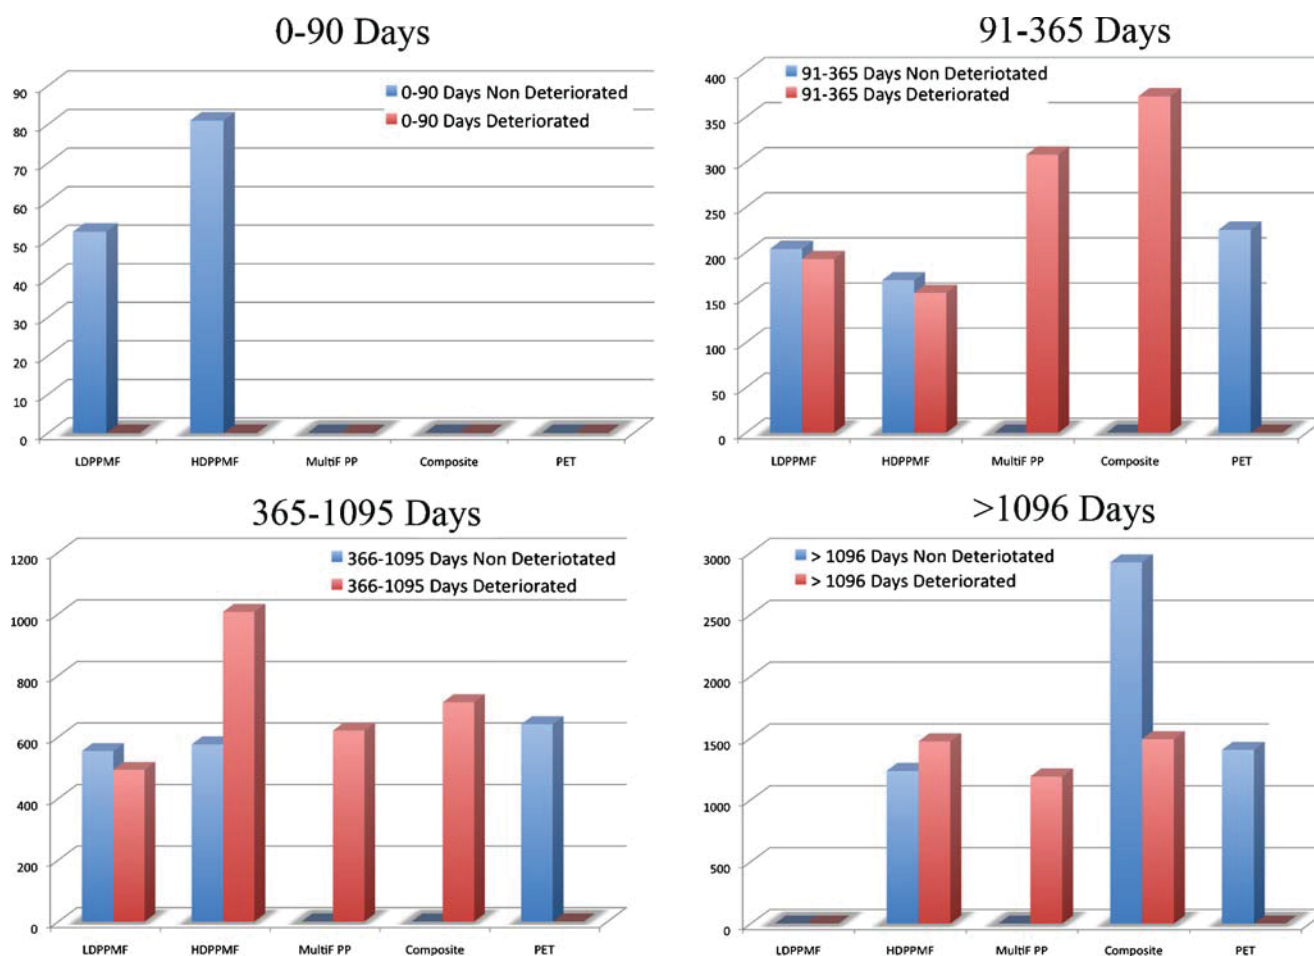 0-90 Days
0-90 Days Non Deteriorated
0-90 Days Deteriorated
90
80
70
60
50
40
30
20
10
0
LDPPMF HDPPMF MultiF PP Composite PET
91-365 Days
91-365 Days Non Deteriotated
91-365 Days Deteriorated
400
350
300
250
200
150
100
50
0
LDPPMF HDPPMF MultiF PP Composite PET
365-1095 Days
366-1095 Days Non Deteriotated
366-1095 Days Deteriorated
1200
1000
800
600
400
200
0
LDPPMF HDPPMF MultiF PP Composite PET
>1096 Days
> 1096 Days Non Deteriotated
> 1096 Days Deteriorated
3000
2500
2000
1500
1000
500
0
LDPPMF HDPPMF MultiF PP Composite PET